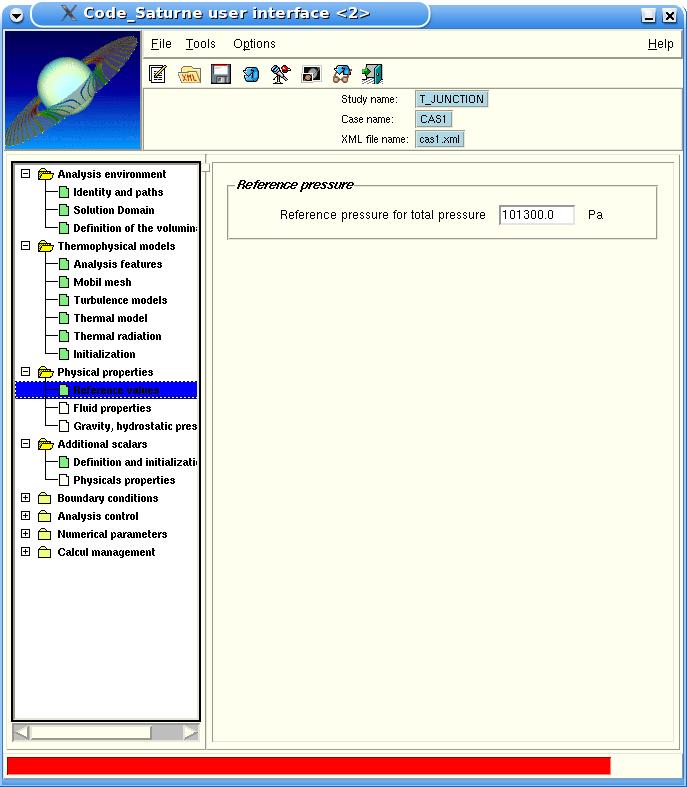 Code_Saturne user interface <2>
File Tools Options Help
XML
Study name: T_JUNCTION
Case name: CAS1
XML file name: cas1.xml
Analysis environment
Identity and paths
Solution Domain
Definition of the volumin
Thermophysical models
Analysis features
Mobil mesh
Turbulence models
Thermal model
Thermal radiation
Initialization
Physical properties
Reference values
Fluid properties
Gravity, hydrostatic pres
Additional scalars
Definition and initializati
Physicals properties
Boundary conditions
Analysis control
Numerical parameters
Calcul management
Reference pressure
Reference pressure for total pressure 101300.0 Pa